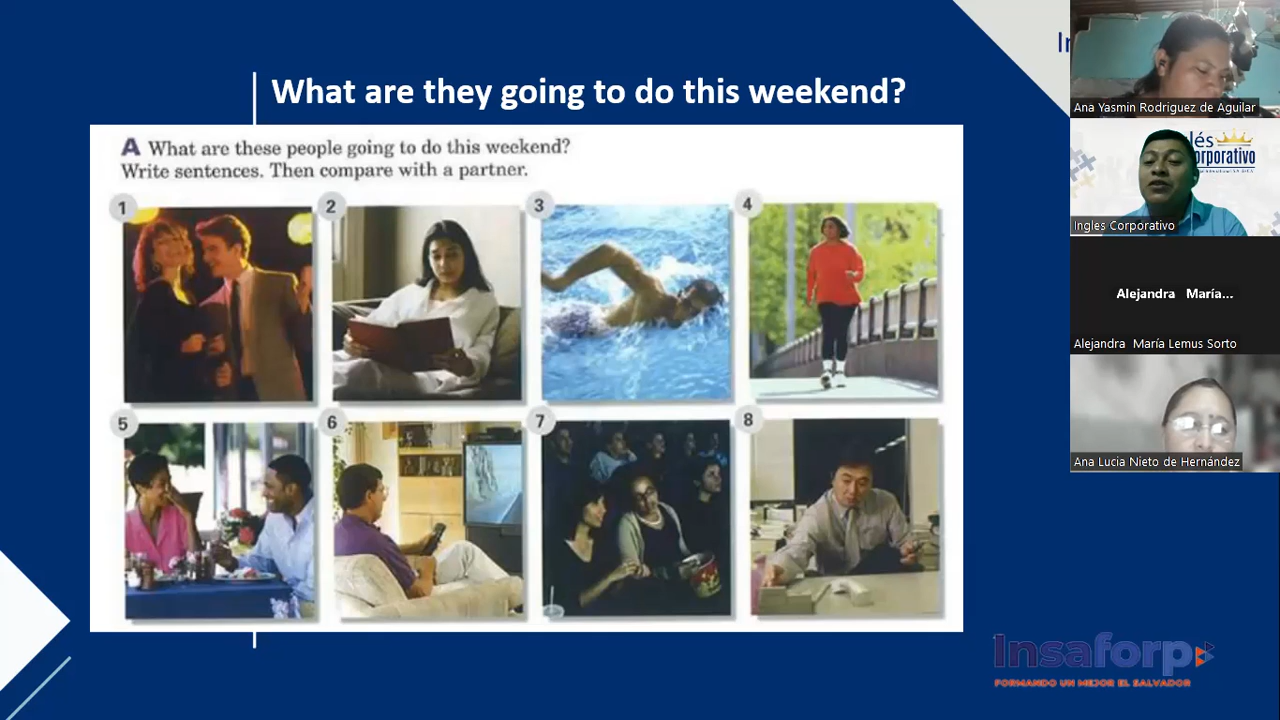 What are they going to do this weekend?
A What are these people going to do this weekend?
Write sentences. Then compare with a partner.
1
2
3
4
5
6
7
8
Insaforp
FORMANDO UN MEJOR EL SALVADOR
Ana Yasmin Rodriguez de Aguilar
Ingles Corporativo
Alejandra María...
Alejandra María Lemus Sorto
Ana Lucia Nieto de Hernández